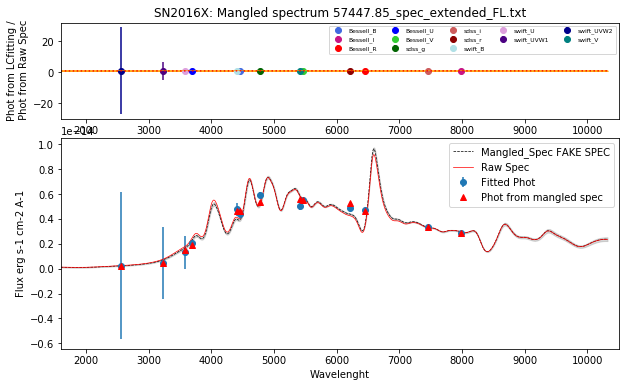 SN2016X: Mangled spectrum 57447.85_spec_extended_FL.txt
Phot from LCfitting /
Phot from Raw Spec
20
0
−20
Bessell_B
Bessell_I
Bessell_R
Bessell_U
Bessell_V
sdss_g
sdss_i
sdss_r
swift_B
swift_U
swift_UVW1
swift_UVW2
swift_V
2000 3000 4000 5000 6000 7000 8000 9000 10000
1e−14
Flux erg s-1 cm-2 A-1
1.0
0.8
0.6
0.4
0.2
0.0
−0.2
−0.4
−0.6
Mangled_Spec FAKE SPEC
Raw Spec
Fitted Phot
Phot from mangled spec
2000 3000 4000 5000 6000 7000 8000 9000 10000
Wavelenght